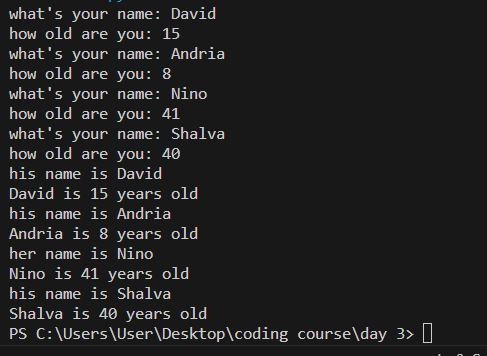 what's your name: David
how old are you: 15
what's your name: Andria
how old are you: 8
what's your name: Nino
how old are you: 41
what's your name: Shalva
how old are you: 40
his name is David
David is 15 years old
his name is Andria
Andria is 8 years old
her name is Nino
Nino is 41 years old
his name is Shalva
Shalva is 40 years old
PS C:\Users\User\Desktop\coding course\day 3>